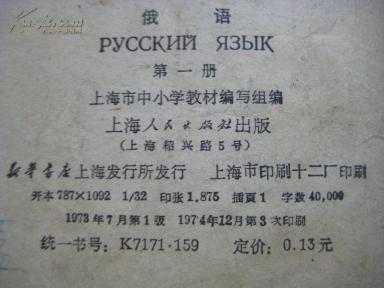 俄 语
РУССКИЙ ЯЗЫК
第一册
上海市中小学教材编写组编
上海人民出版社出版
(上海绍兴路5号)
新华书店上海发行所发行 上海市印刷十二厂印刷
开本787×1092 1/32 印张1.875 插页1 字数40,000
1973年7月第1版 1974年12月第3次印刷
统一书号：K7171·159 定价：0.13元